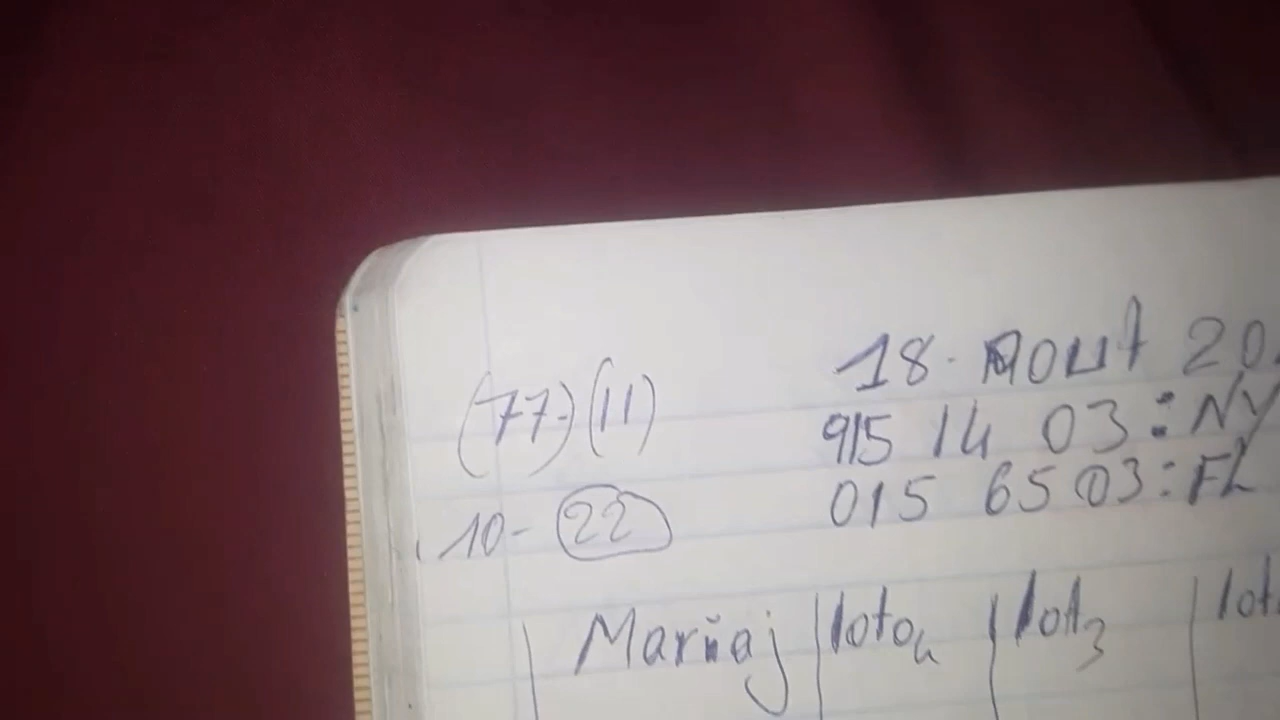 18. Aout 20
(77-)(11) 915 14 03 : NY
015 65 03 : FL
10- 22
Mariaj | loto4 | lot3 | lot